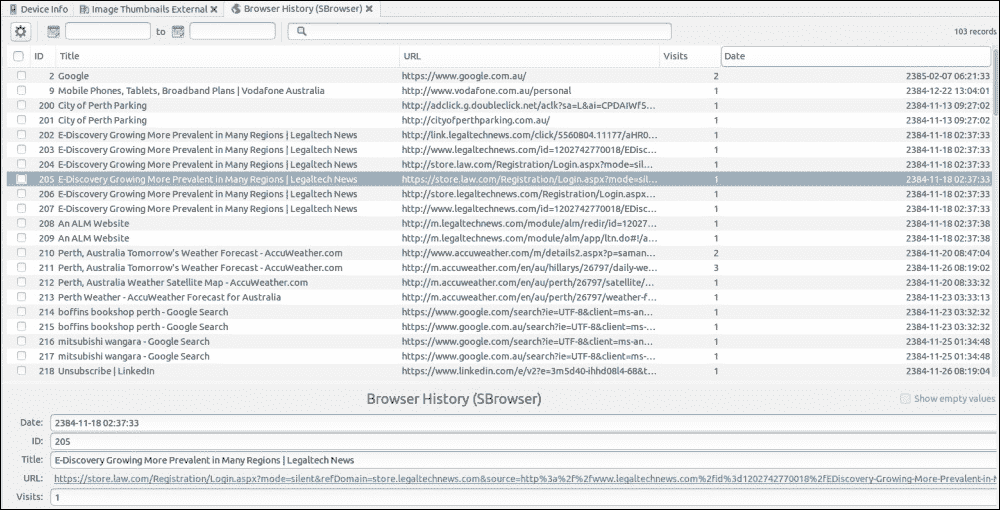 Device Info Image Thumbnails External Browser History (SBrowser)
to 103 records
ID Title URL Visits Date
2 Google https://www.google.com.au/ 2 2385-02-07 06:21:33
9 Mobile Phones, Tablets, Broadband Plans | Vodafone Australia http://www.vodafone.com.au/personal 1 2384-12-22 13:04:01
200 City of Perth Parking http://adclick.g.doubleclick.net/aclk?sa=L&ai=CPDAIWfS... 1 2384-11-13 09:27:02
201 City of Perth Parking http://cityofperthparking.com.au/ 1 2384-11-13 09:27:02
202 E-Discovery Growing More Prevalent in Many Regions | Legaltech News http://link.legaltechnews.com/click/5560804.11177/aHR0... 1 2384-11-18 02:37:33
203 E-Discovery Growing More Prevalent in Many Regions | Legaltech News http://www.legaltechnews.com/id=1202742770018/EDisc... 1 2384-11-18 02:37:33
204 E-Discovery Growing More Prevalent in Many Regions | Legaltech News http://store.law.com/Registration/Login.aspx?mode=sil... 1 2384-11-18 02:37:33
205 E-Discovery Growing More Prevalent in Many Regions | Legaltech News https://store.law.com/Registration/Login.aspx?mode=sil... 1 2384-11-18 02:37:33
206 E-Discovery Growing More Prevalent in Many Regions | Legaltech News http://store.legaltechnews.com/Registration/Login.aspx... 1 2384-11-18 02:37:33
207 E-Discovery Growing More Prevalent in Many Regions | Legaltech News http://www.legaltechnews.com/id=1202742770018/EDisc... 1 2384-11-18 02:37:33
208 An ALM Website http://m.legaltechnews.com/module/alm/redir/id=12027... 1 2384-11-18 02:37:38
209 An ALM Website http://m.legaltechnews.com/module/alm/app/ltn.do#!/a... 1 2384-11-18 02:37:38
210 Perth, Australia Tomorrow's Weather Forecast - AccuWeather.com http://www.accuweather.com/m/details2.aspx?p=saman... 2 2384-11-20 08:47:04
211 Perth, Australia Tomorrow's Weather Forecast - AccuWeather.com http://m.accuweather.com/en/au/hillarys/26797/daily-we... 3 2384-11-26 08:19:02
212 Perth, Australia Weather Satellite Map - AccuWeather.com http://m.accuweather.com/en/au/perth/26797/satellite/... 1 2384-11-20 08:33:32
213 Perth Weather - AccuWeather Forecast for Australia http://m.accuweather.com/en/au/perth/26797/weather-f... 1 2384-11-23 03:33:13
214 boffins bookshop perth - Google Search http://google.com/search?ie=UTF-8&client=ms-an... 1 2384-11-23 03:32:32
215 boffins bookshop perth - Google Search http://www.google.com.au/search?ie=UTF-8&client=ms-... 1 2384-11-23 03:32:32
216 mitsubishi wangara - Google Search http://www.google.com/search?ie=UTF-8&client=ms-an... 1 2384-11-25 01:34:48
217 mitsubishi wangara - Google Search http://www.google.com.au/search?ie=UTF-8&client=ms-... 1 2384-11-25 01:34:48
218 Unsubscribe | LinkedIn https://www.linkedin.com/e/v2?e=3m5d40-ihhd08l4-68&t... 1 2384-11-26 08:19:04
Browser History (SBrowser) Show empty values
Date: 2384-11-18 02:37:33
ID: 205
Title: E-Discovery Growing More Prevalent in Many Regions | Legaltech News
URL: https://store.law.com/Registration/Login.aspx?mode=silent&refDomain=store.legaltechnews.com&source=http%3a%2f%2fwww.legaltechnews.com%2fid%3d1202742770018%2fEDiscovery-Growing-More-Prevalent-in-M
Visits: 1